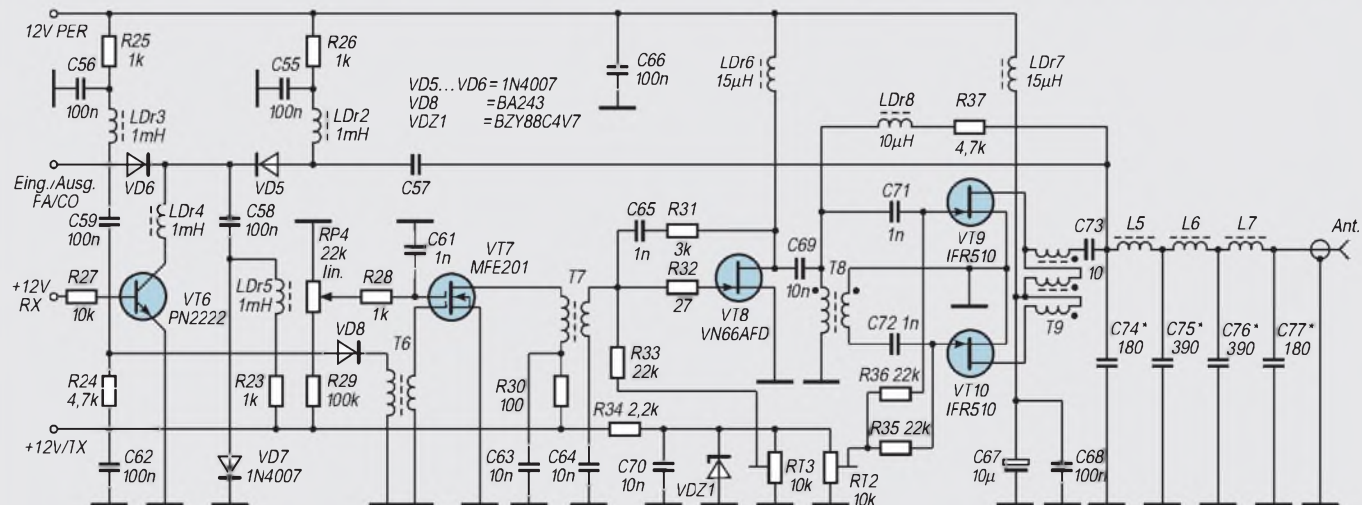 12V PER
R25
1k
C56
100n
LDr3
1mH
R26
1k
C55
100n
LDr2
1mH
VD5...VD6= 1N4007
VD8 =BA243
VDZ1 =BZY88C4V7
C66
100n
LDr6
15µH
LDr7
15µH
LDr8
10µH
R37
4,7k
Eing./Ausg.
FA/CO
VD6
VD5
C57
C59
100n
LDr4
1mH
C58
100n
RP4
22k
lin.
C61
1n
VT7
MFE201
C65
1n
R31
3k
C71
1n
VT9
IFR510
C73
10
L5
L6
L7
Ant.
+12V
RX
R27
10k
VT6
PN2222
LDr5
1mH
R28
1k
T7
R32
27
VT8
VN66AFD
C69
10n
T8
T9
VD8
T6
C72 1n
C74*
180
C75*
390
C76*
390
C77*
180
R24
4,7k
R23
1k
R29
100k
R30
100
R33
22k
R36 22k
VT10
IFR510
R34 2,2k
R35 22k
+12V/TX
C62
100n
VD7
1N4007
C63
10n
C64
10n
C70
10n
VDZ1
RT3
10k
RT2
10k
C67
10µ
C68
100n